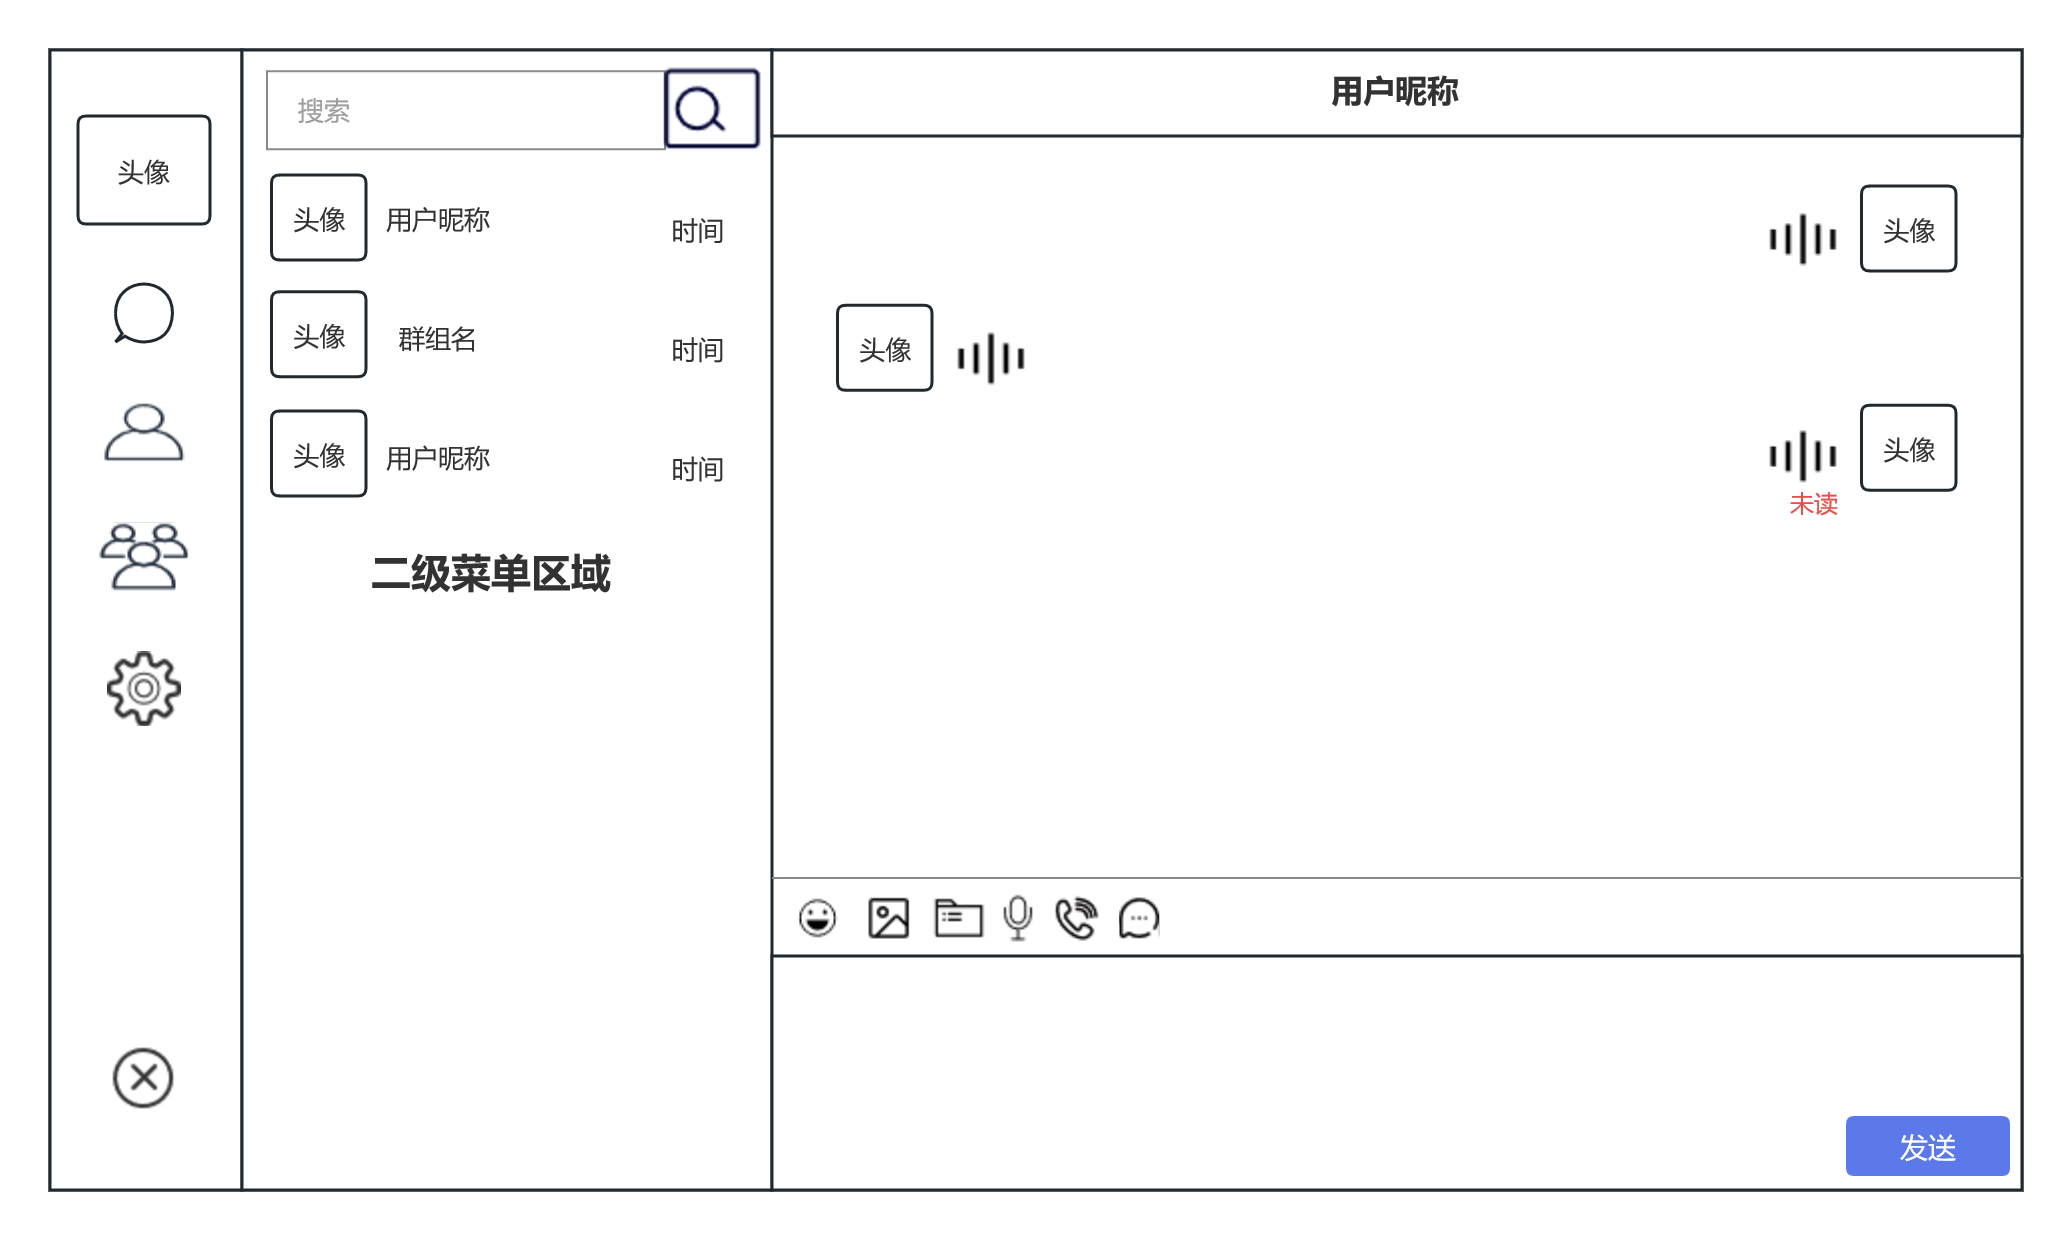 头像
搜索
头像 用户昵称 时间
头像 群组名 时间
头像 用户昵称 时间
二级菜单区域
用户昵称
头像
头像
头像
未读
发送